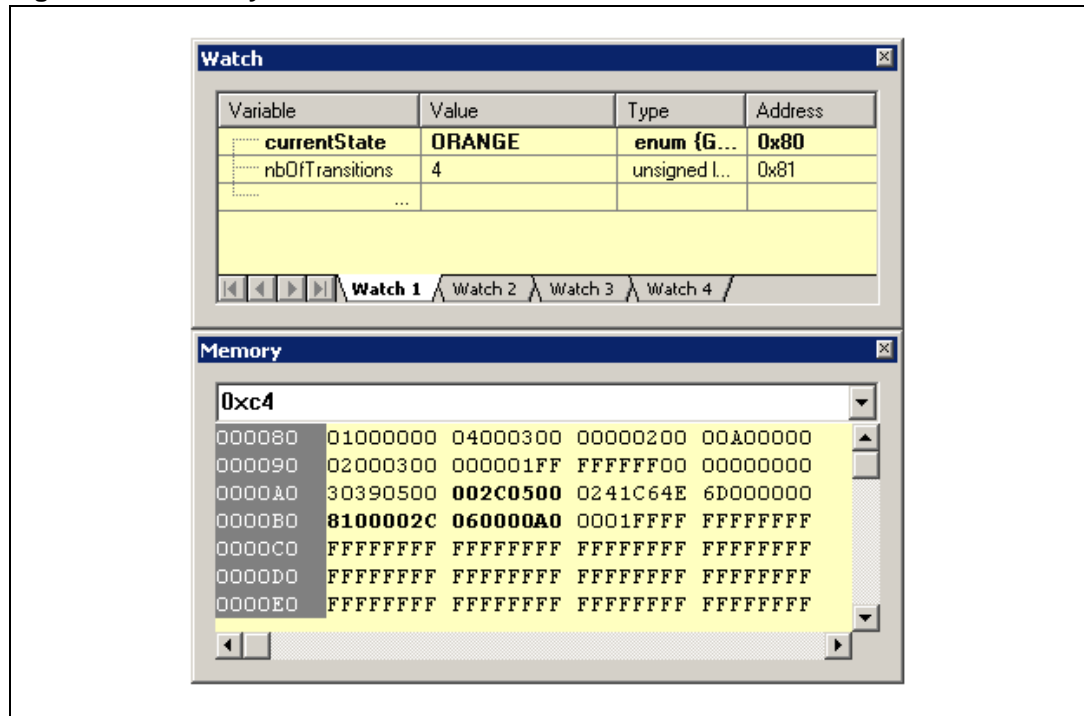 Watch
Variable Value Type Address
currentState ORANGE enum {G... 0x80
nbOfTransitions 4 unsigned l... 0x81
...
Watch 1 Watch 2 Watch 3 Watch 4
Memory
0xc4
000080 01000000 04000300 00000200 00A00000
000090 02000300 000001FF FFFFFF00 00000000
0000A0 30390500 002C0500 0241C64E 6D000000
0000B0 8100002C 060000A0 0001FFFF FFFFFFFF
0000C0 FFFFFFFF FFFFFFFF FFFFFFFF FFFFFFFF
0000D0 FFFFFFFF FFFFFFFF FFFFFFFF FFFFFFFF
0000E0 FFFFFFFF FFFFFFFF FFFFFFFF FFFFFFFF